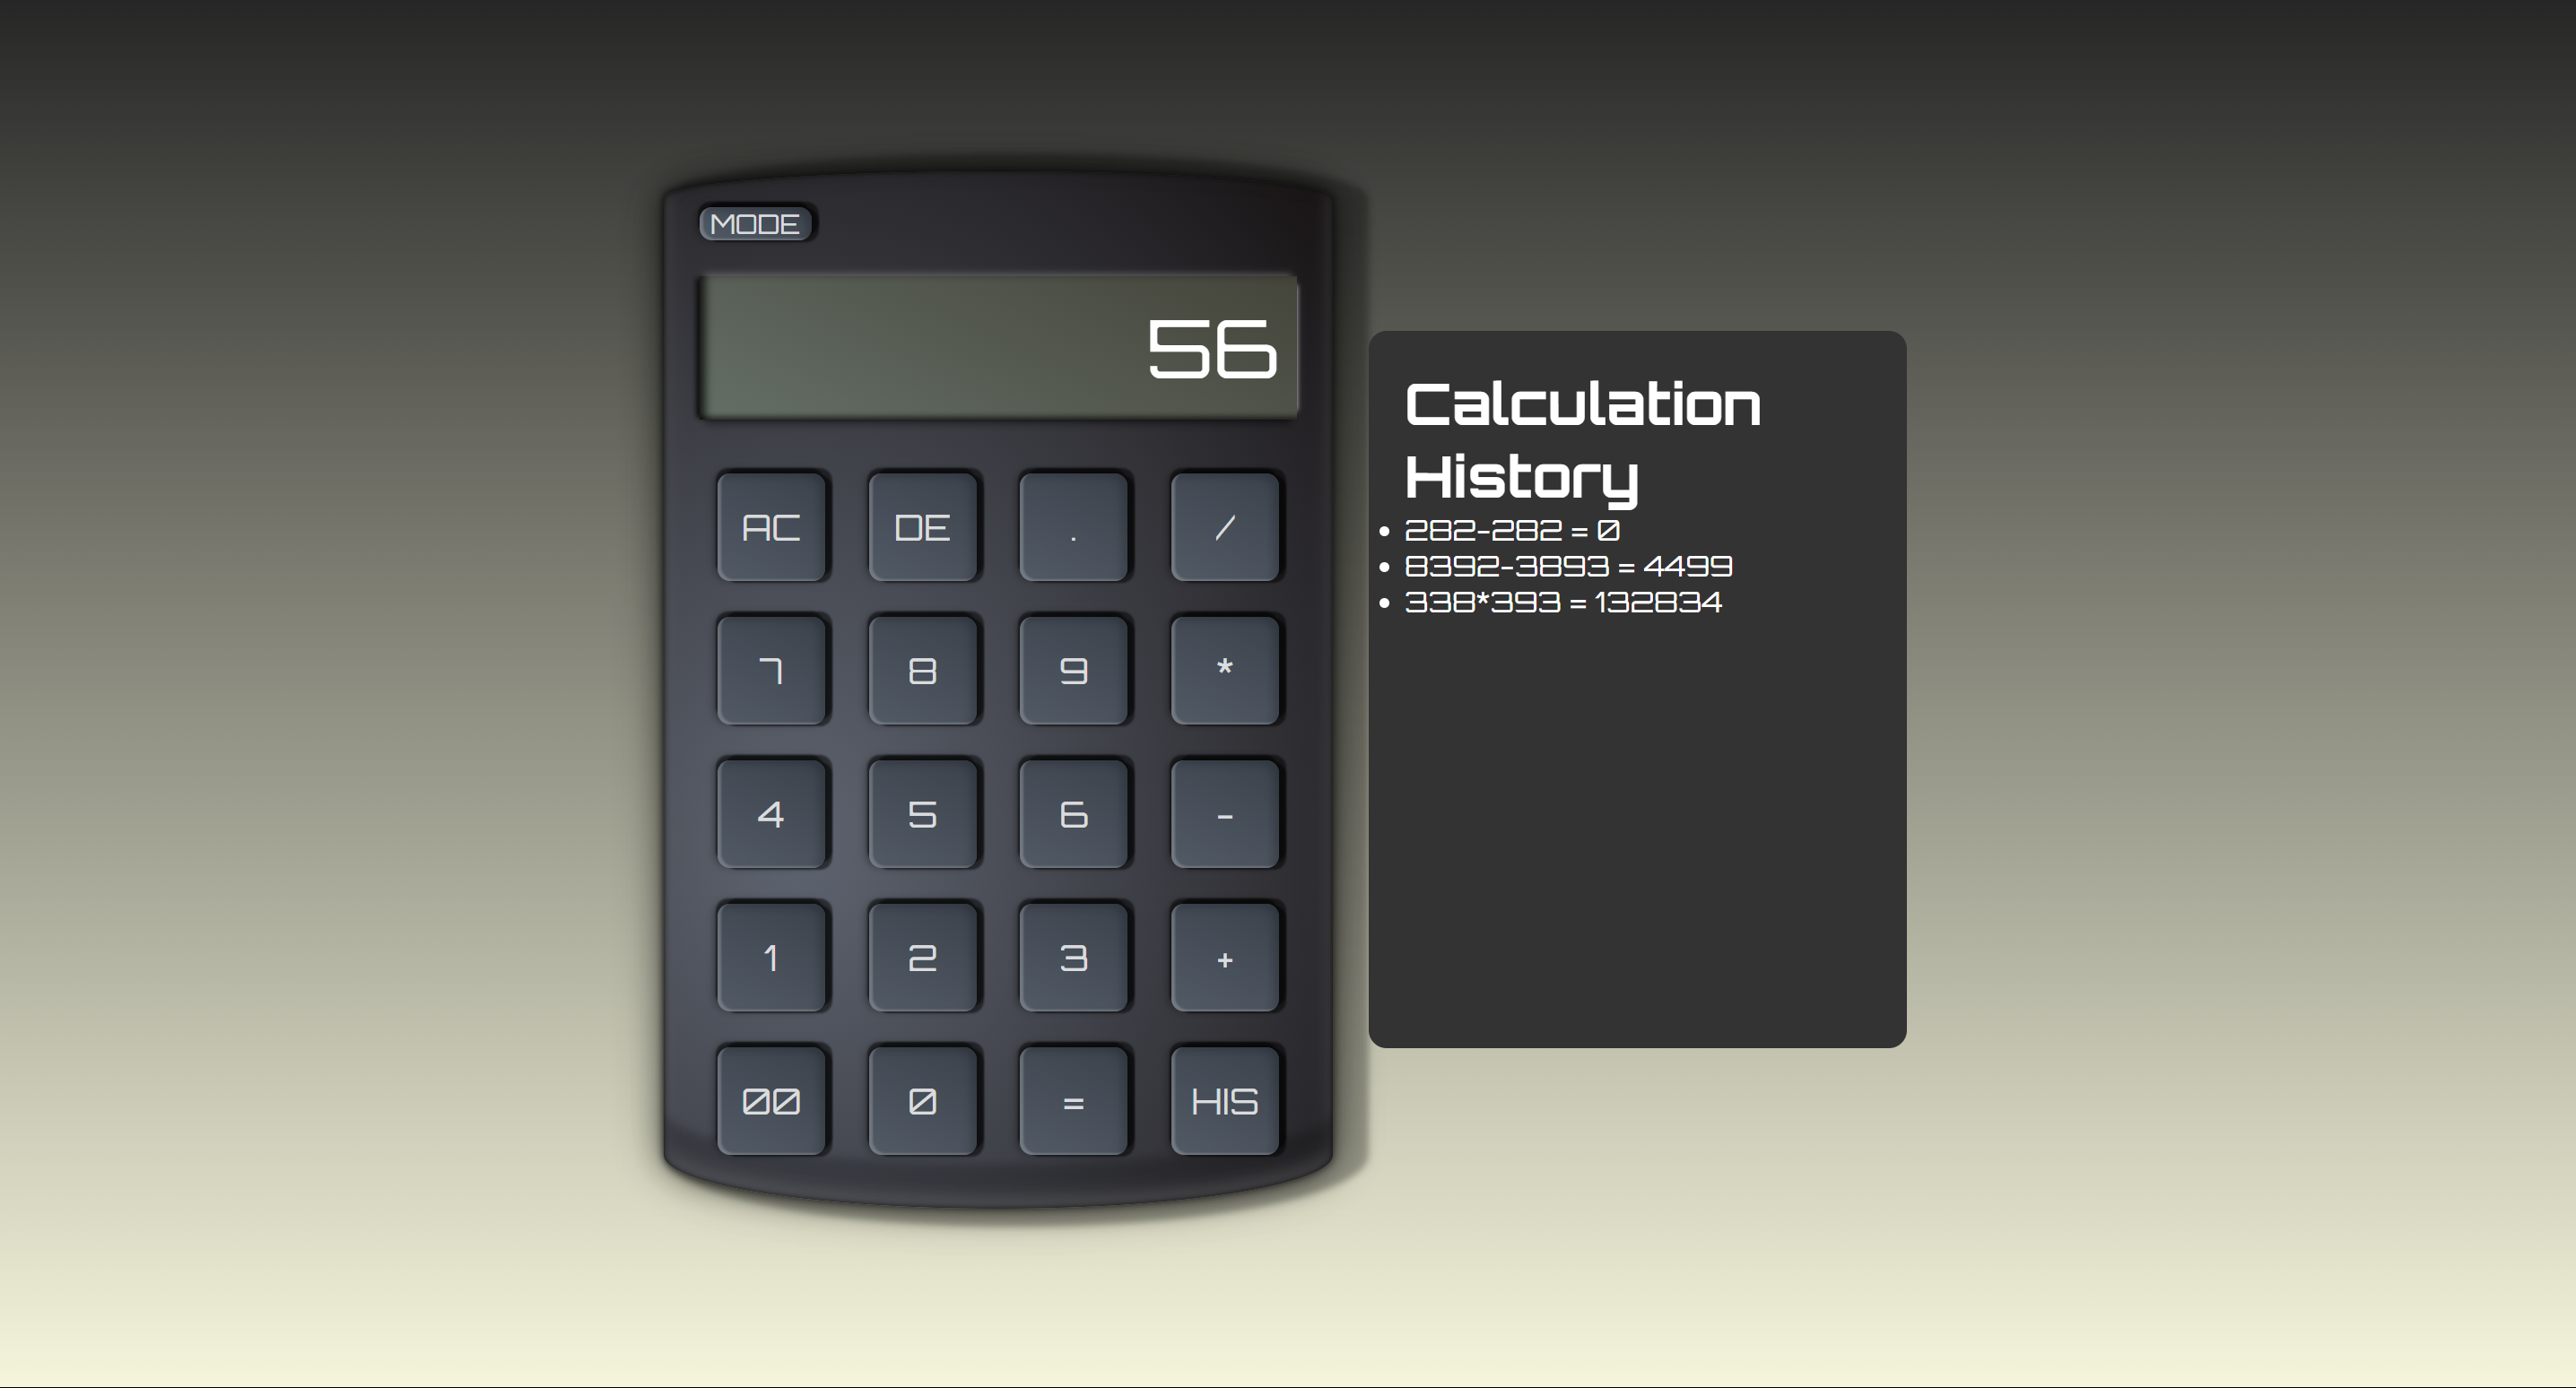 MODE
56
AC DE . /
7 8 9 *
4 5 6 -
1 2 3 +
00 0 = HIS
Calculation
History
282-282 = 0
8392-3893 = 4499
338*393 = 132834